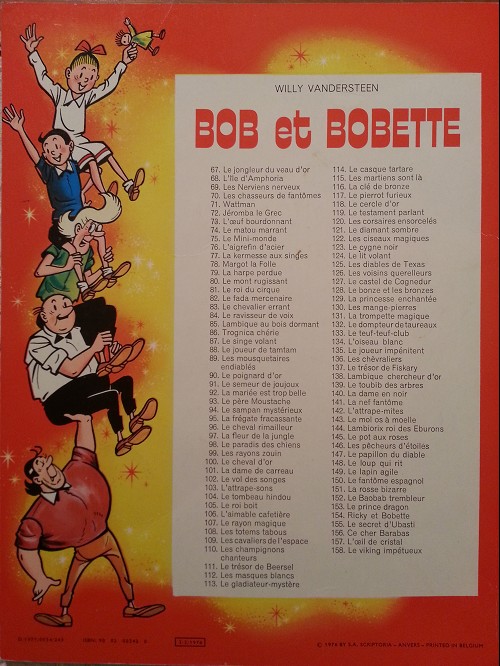 WILLY VANDERSTEEN
BOB et BOBETTE
67. Le jongleur du veau d'or
68. L'île d'Amphoria
69. Les Nerviens nerveux
70. Les chasseurs de fantômes
71. Wattman
72. Jéromba le Grec
73. L'œuf bourdonnant
74. Le matou marrant
75. Le Mini-monde
76. L'aigrefin d'acier
77. La kermesse aux singes
78. Margot la Folle
79. La harpe perdue
80. Le mont rugissant
81. Le roi du cirque
82. Le fada mercenaire
83. Le chevalier errant
84. Le ravisseur de voix
85. Lambique au bois dormant
86. Trognica chérie
87. Le singe volant
88. Le joueur de tamtam
89. Les mousquetaires
endiablés
90. Le poignard d'or
91. Le semeur de joujoux
92. La mariée est trop belle
93. Le père Moustache
94. Le sampan mystérieux
95. La frégate fracassante
96. Le cheval rimailleur
97. La fleur de la jungle
98. Le paradis des chiens
99. Les rayons zouin
100. Le cheval d'or
101. La dame de carreau
102. Le vol des songes
103. L'attrape-sons
104. Le tombeau hindou
105. Le roi boit
106. L'aimable cafetière
107. Le rayon magique
108. Les totems tabous
109. Les cavaliers de l'espace
110. Les champignons
chanteurs
111. Le trésor de Beersel
112. Les masques blancs
113. Le gladiateur-mystère
114. Le casque tartare
115. Les martiens sont là
116. La clé de bronze
117. Le pierrot furieux
118. Le cercle d'or
119. Le testament parlant
120. Les corsaires ensorcelés
121. Le diamant sombre
122. Les ciseaux magiques
123. Le cygne noir
124. Le lit volant
125. Les diables de Texas
126. Les voisins querelleurs
127. Le castel de Cognedur
128. Le bonze et les bronzes
129. La princesse enchantée
130. Les mange-pierres
131. La trompette magique
132. Le dompteur de taureaux
133. Le teuf-teuf-club
134. L'oiseau blanc
135. Le joueur impénitent
136. Les chèvraliers
137. Le trésor de Fiskary
138. Lambique chercheur d'or
139. Le toubib des arbres
140. La dame en noir
141. La nef fantôme
142. L'attrape-mites
143. Le mol os à moelle
144. Lambiorix roi des Eburons
145. Le pot aux roses
146. Les pêcheurs d'étoiles
147. Le papillon du diable
148. Le loup qui rit
149. Le lapin agile
150. Le fantôme espagnol
151. La rosse bizarre
152. Le Baobab trembleur
153. Le prince dragon
154. Ricky et Bobette
155. Le secret d'Ubasti
156. Ce cher Barabas
157. L'œil de cristal
158. Le viking impétueux
© 1976 BY S.A. SCRIPTORIA - ANVERS - PRINTED IN BELGIUM